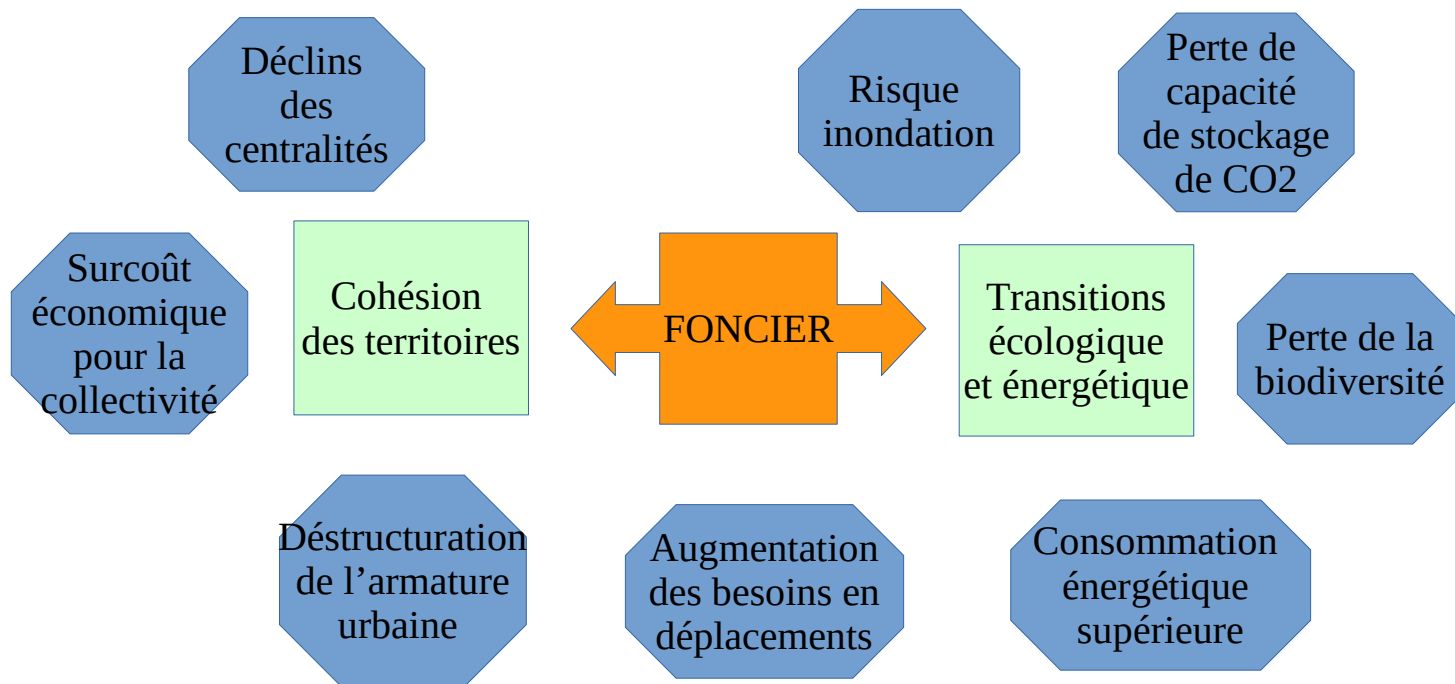 Déclins
des
centralités
Risque
inondation
Perte de
capacité
de stockage
de CO2
Surcoût
économique
pour la
collectivité
Cohésion
des territoires
FONCIER
Transitions
écologique
et énergétique
Perte de la
biodiversité
Déstructuration
de l’armature
urbaine
Augmentation
des besoins en
déplacements
Consommation
énergétique
supérieure